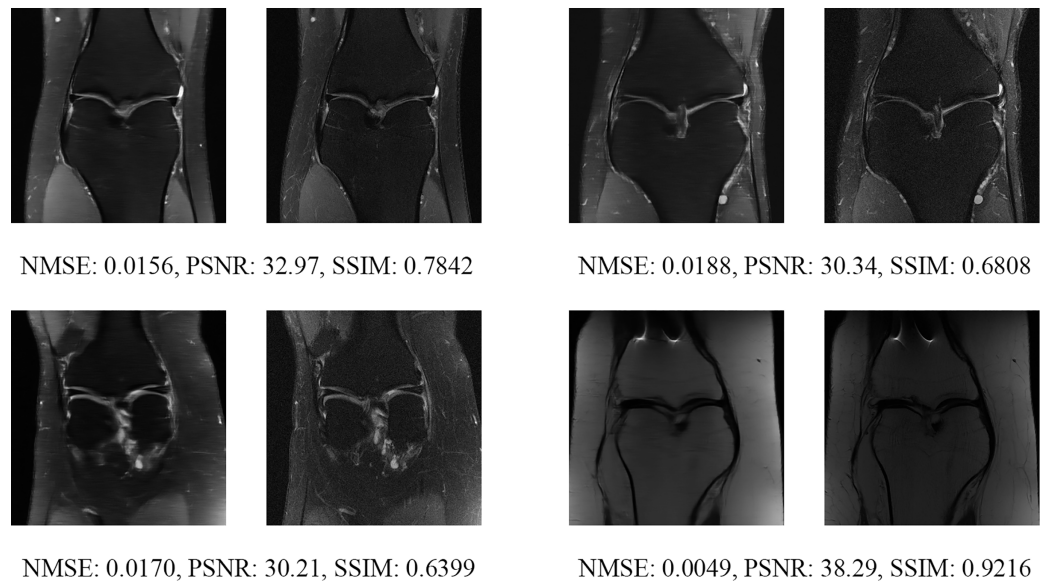 NMSE: 0.0156, PSNR: 32.97, SSIM: 0.7842
NMSE: 0.0188, PSNR: 30.34, SSIM: 0.6808
NMSE: 0.0170, PSNR: 30.21, SSIM: 0.6399
NMSE: 0.0049, PSNR: 38.29, SSIM: 0.9216